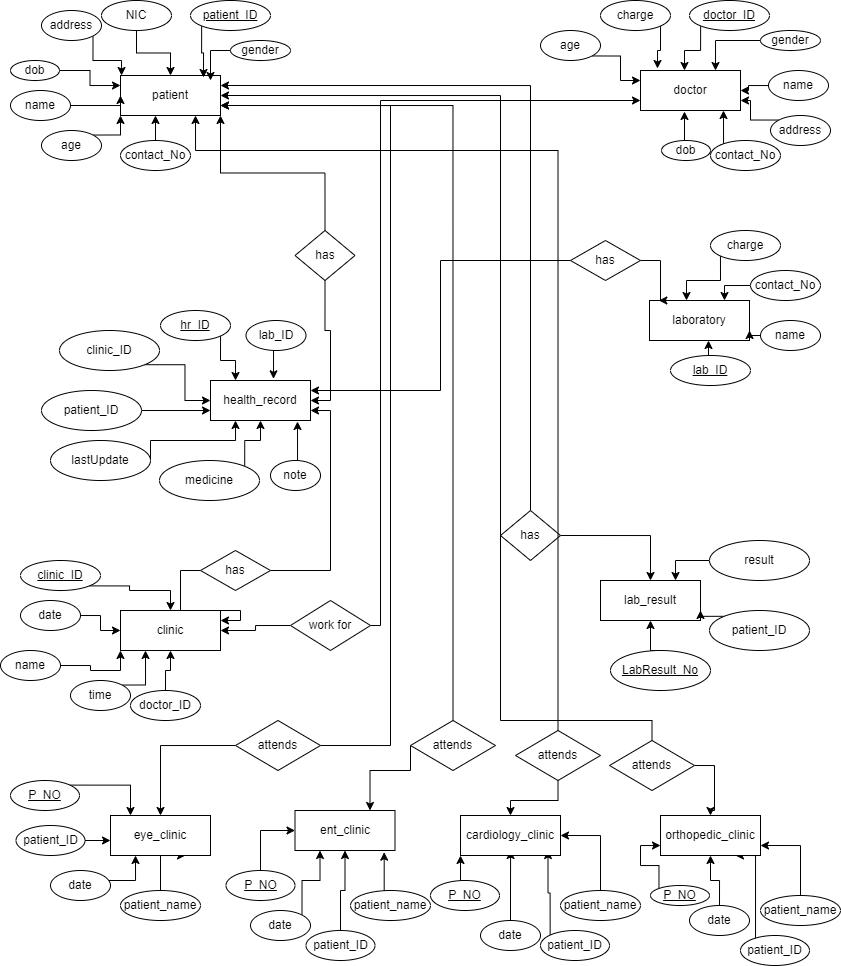 NIC
patient_ID
address
gender
dob
patient
name
age
contact_No
charge
doctor_ID
age
gender
doctor
name
address
dob
contact_No
has
has
charge
contact_No
laboratory
name
lab_ID
hr_ID
lab_ID
clinic_ID
health_record
patient_ID
lastUpdate
medicine
note
has
has
result
lab_result
patient_ID
LabResult_No
clinic_ID
date
clinic
work for
name
time
doctor_ID
attends
attends
attends
attends
P_NO
eye_clinic
patient_ID
date
patient_name
ent_clinic
P_NO
date
patient_name
patient_ID
cardiology_clinic
P_NO
patient_name
date
patient_ID
orthopedic_clinic
P_NO
date
patient_name
patient_ID